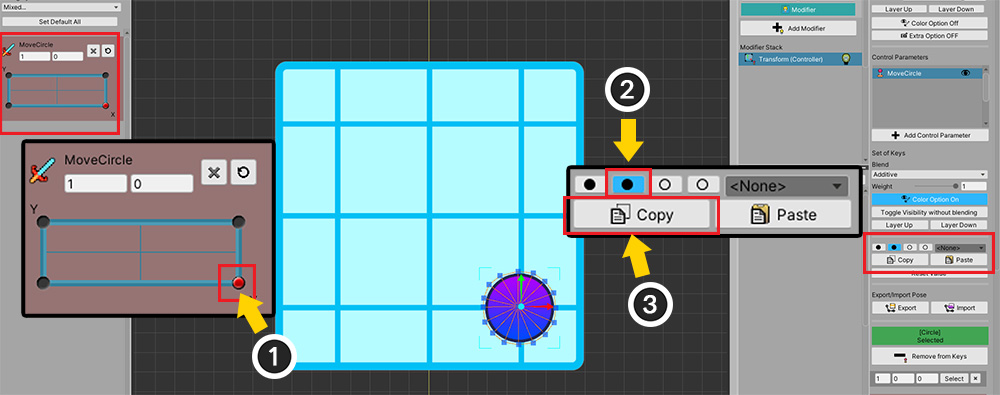 Mixed...
Set Default All
MoveCircle
1 0
Y
X
MoveCircle
1 0
Y
1
2
<None>
Copy Paste
3
Modifier
Add Modifier
Modifier Stack
Transform (Controller)
Layer Up Layer Down
Color Option Off
Extra Option OFF
Control Parameters
MoveCircle
Add Control Parameter
Set of Keys
Blend
Additive
Weight 1
Color Option On
Toggle Visibility without blending
Layer Up Layer Down
<None>
Copy Paste
Reset Value
Export/Import Pose
Export Import
[Circle]
Selected
Remove from Keys
1 0 0 Select